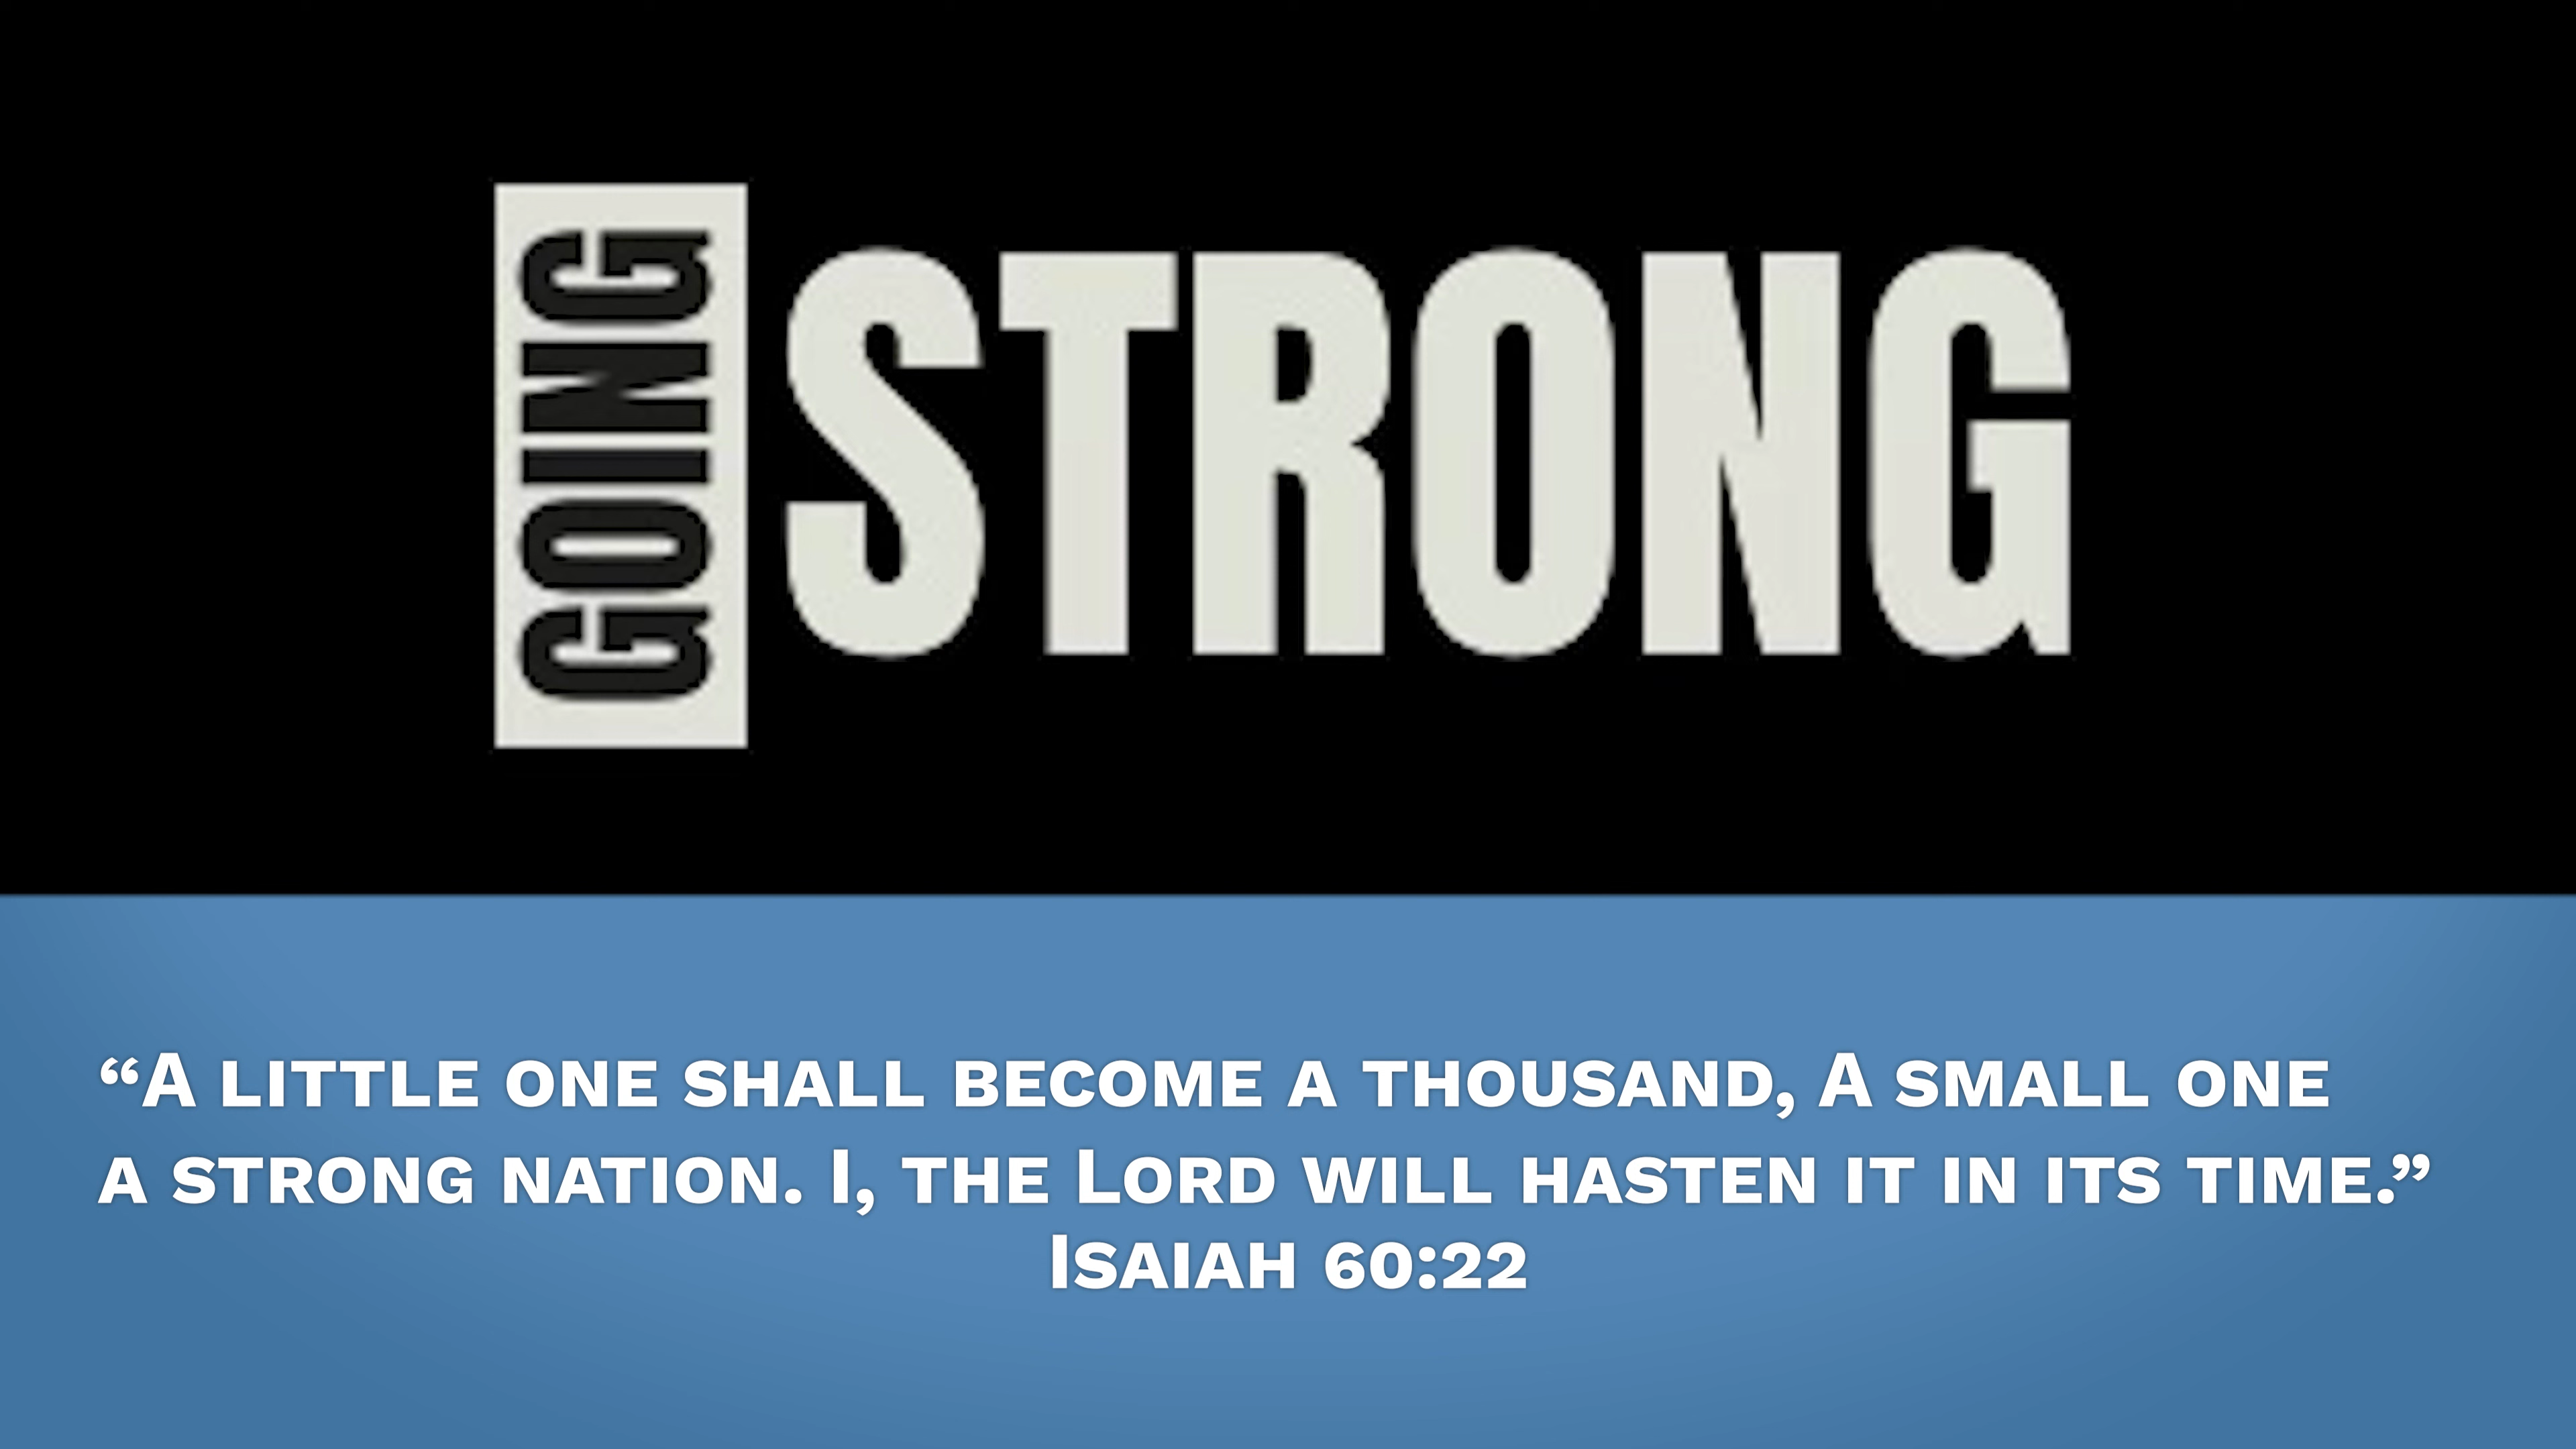 GOING
STRONG
“A LITTLE ONE SHALL BECOME A THOUSAND, A SMALL ONE
A STRONG NATION. I, THE LORD WILL HASTEN IT IN ITS TIME.”
ISAIAH 60:22